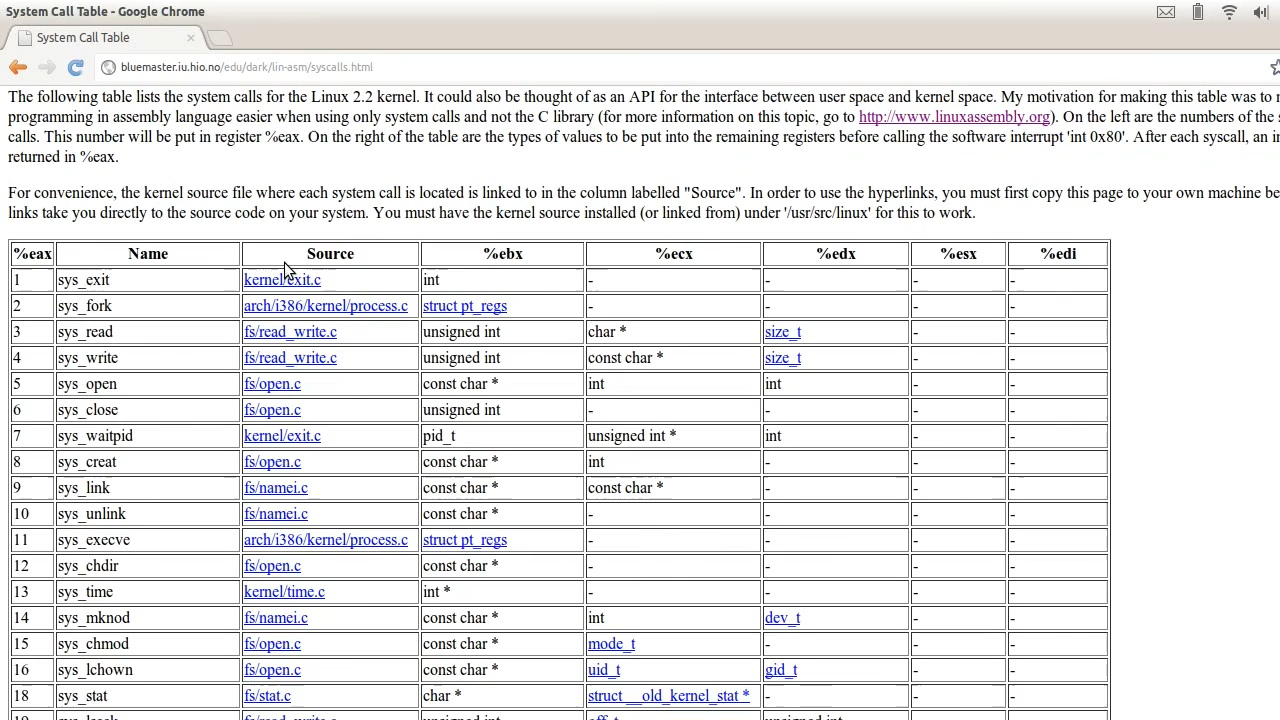 System Call Table - Google Chrome
System Call Table
bluemaster.iu.hio.no/edu/dark/lin-asm/syscalls.html
The following table lists the system calls for the Linux 2.2 kernel. It could also be thought of as an API for the interface between user space and kernel space. My motivation for making this table was to
programming in assembly language easier when using only system calls and not the C library (for more information on this topic, go to http://www.linuxassembly.org). On the left are the numbers of the
calls. This number will be put in register %eax. On the right of the table are the types of values to be put into the remaining registers before calling the software interrupt 'int 0x80'. After each syscall, an
returned in %eax.
For convenience, the kernel source file where each system call is located is linked to in the column labelled "Source". In order to use the hyperlinks, you must first copy this page to your own machine
links take you directly to the source code on your system. You must have the kernel source installed (or linked from) under '/usr/src/linux' for this to work.
%eax Name Source %ebx %ecx %edx %esx %edi
1 sys_exit kernel/exit.c int - - - -
2 sys_fork arch/i386/kernel/process.c struct pt_regs - - - -
3 sys_read fs/read_write.c unsigned int char * size_t - -
4 sys_write fs/read_write.c unsigned int const char * size_t - -
5 sys_open fs/open.c const char * int int - -
6 sys_close fs/open.c unsigned int - - - -
7 sys_waitpid kernel/exit.c pid_t unsigned int * int - -
8 sys_creat fs/open.c const char * int - - -
9 sys_link fs/namei.c const char * const char * - - -
10 sys_unlink fs/namei.c const char * - - - -
11 sys_execve arch/i386/kernel/process.c struct pt_regs - - - -
12 sys_chdir fs/open.c const char * - - - -
13 sys_time kernel/time.c int * - - - -
14 sys_mknod fs/namei.c const char * int dev_t - -
15 sys_chmod fs/open.c const char * mode_t - - -
16 sys_lchown fs/open.c const char * uid_t gid_t - -
18 sys_stat fs/stat.c char * struct __old_kernel_stat * - - -